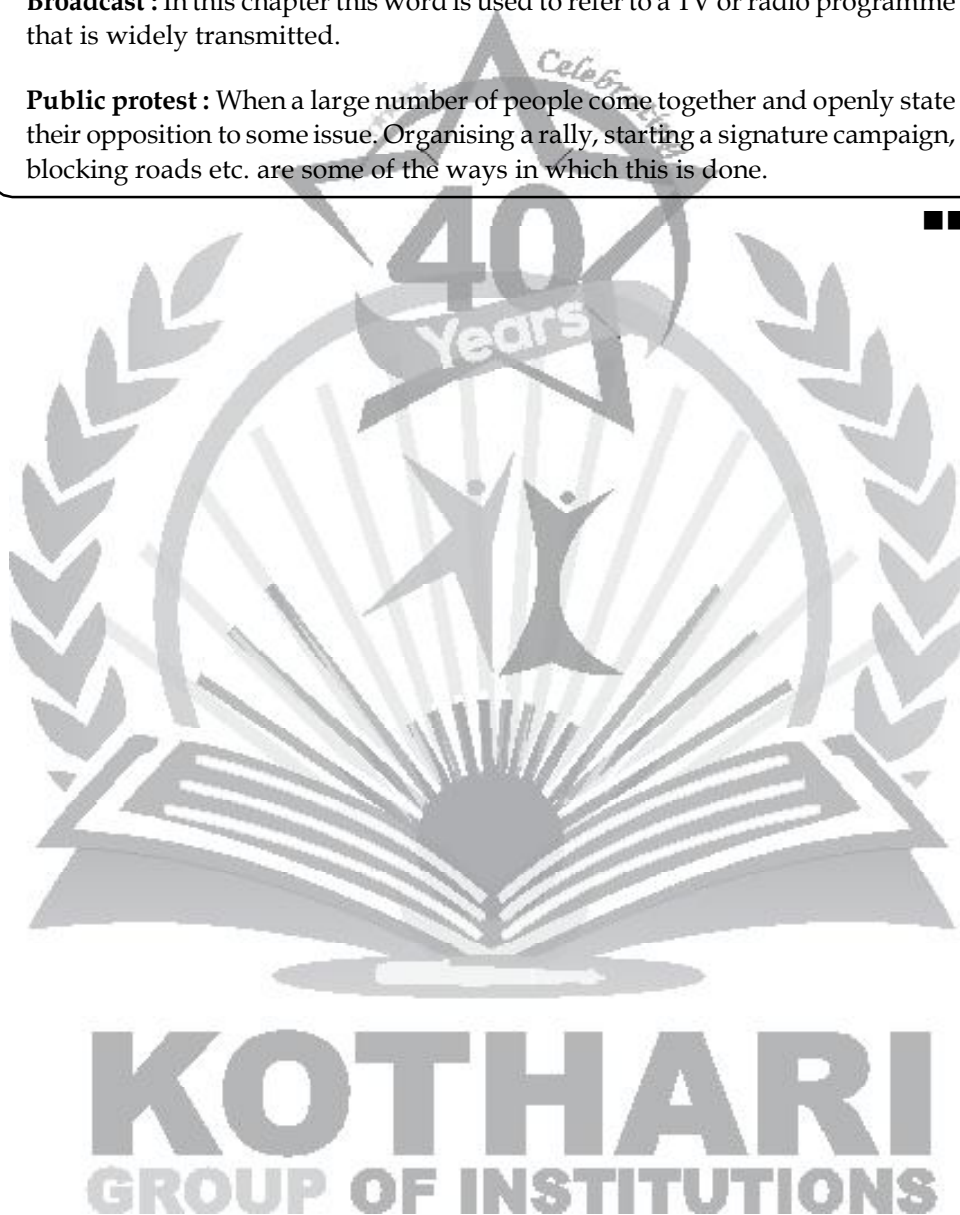 Broadcast : In this chapter this word is used to refer to a TV or radio programme
that is widely transmitted.
Public protest : When a large number of people come together and openly state
their opposition to some issue. Organising a rally, starting a signature campaign,
blocking roads etc. are some of the ways in which this is done.
40
Years
KOTHARI
GROUP OF INSTITUTIONS